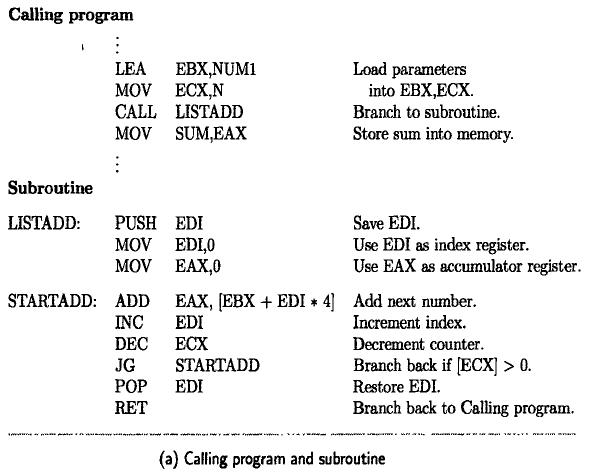 Calling program
⋮
LEA EBX,NUM1 Load parameters
MOV ECX,N into EBX,ECX.
CALL LISTADD Branch to subroutine.
MOV SUM,EAX Store sum into memory.
⋮
Subroutine
LISTADD: PUSH EDI Save EDI.
MOV EDI,0 Use EDI as index register.
MOV EAX,0 Use EAX as accumulator register.
STARTADD: ADD EAX, [EBX + EDI * 4] Add next number.
INC EDI Increment index.
DEC ECX Decrement counter.
JG STARTADD Branch back if [ECX] > 0.
POP EDI Restore EDI.
RET Branch back to Calling program.
(a) Calling program and subroutine